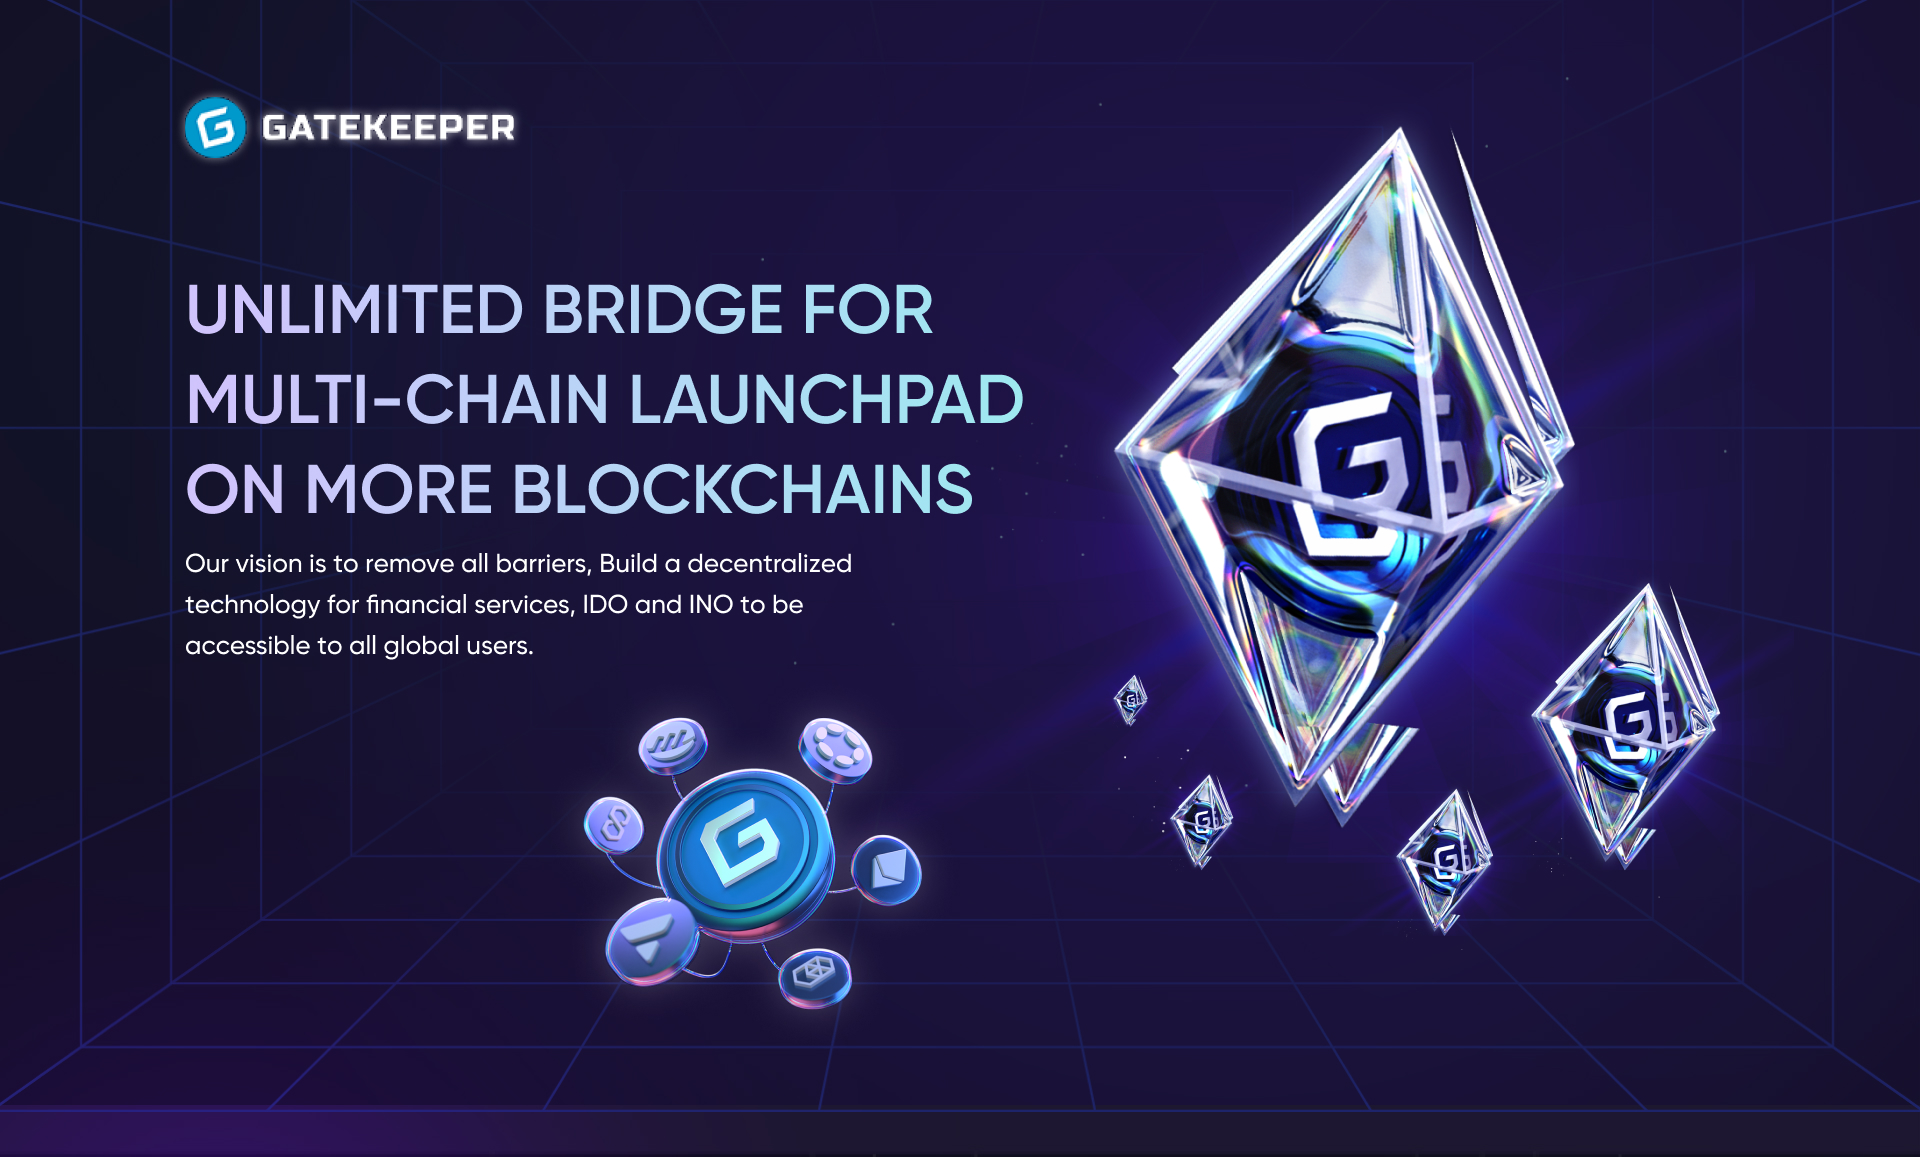 GATEKEEPER
UNLIMITED BRIDGE FOR
MULTI-CHAIN LAUNCHPAD
ON MORE BLOCKCHAINS
Our vision is to remove all barriers, Build a decentralized
technology for financial services, IDO and INO to be
accessible to all global users.